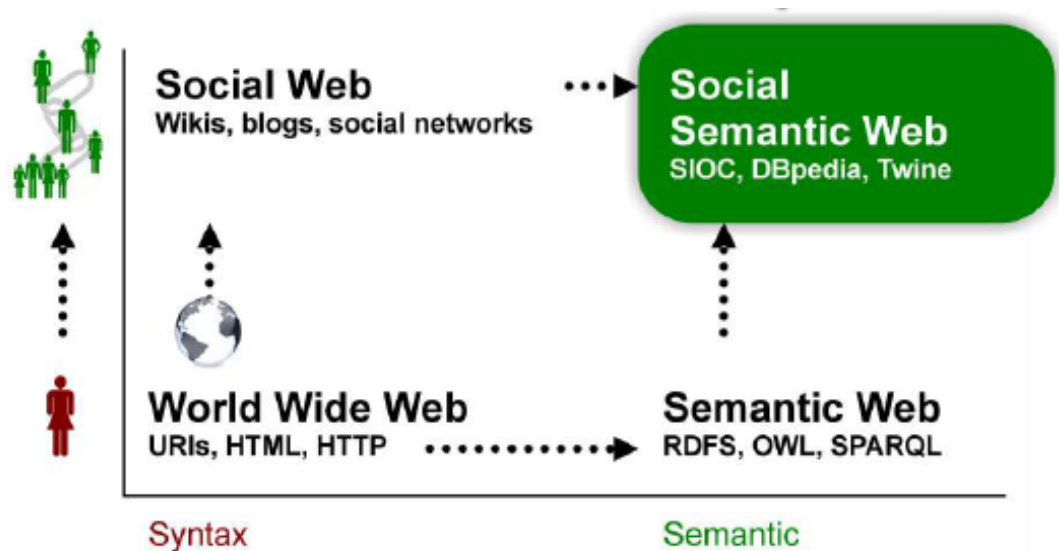 Social Web
Wikis, blogs, social networks
Social
Semantic Web
SIOC, DBpedia, Twine
World Wide Web
URIs, HTML, HTTP
Semantic Web
RDFS, OWL, SPARQL
Syntax
Semantic